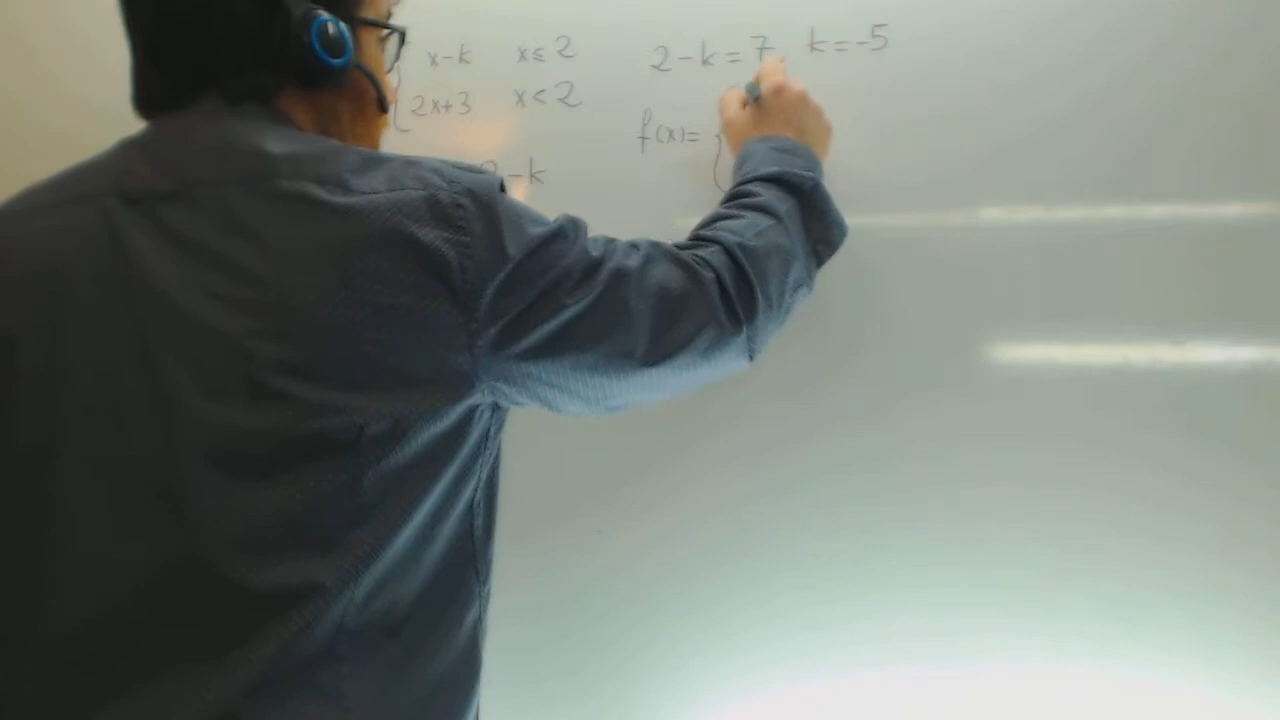 x-k x≤2
2x+3 x<2
2-k
2-k=7 k=-5
f(x)=